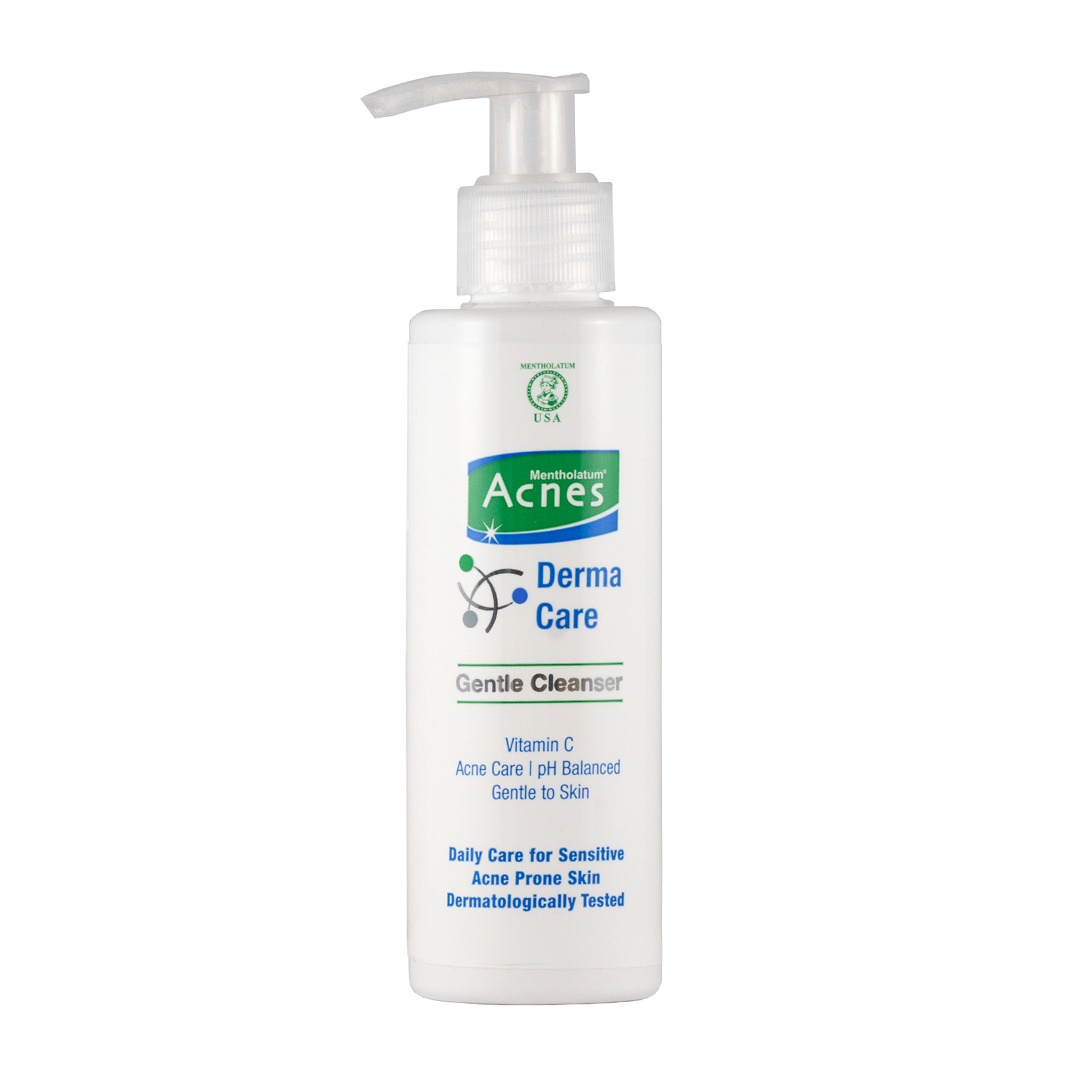 MENTHOLATUM
USA
Mentholatum®
Acnes
Derma
Care
Gentle Cleanser
Vitamin C
Acne Care | pH Balanced
Gentle to Skin
Daily Care for Sensitive
Acne Prone Skin
Dermatologically Tested